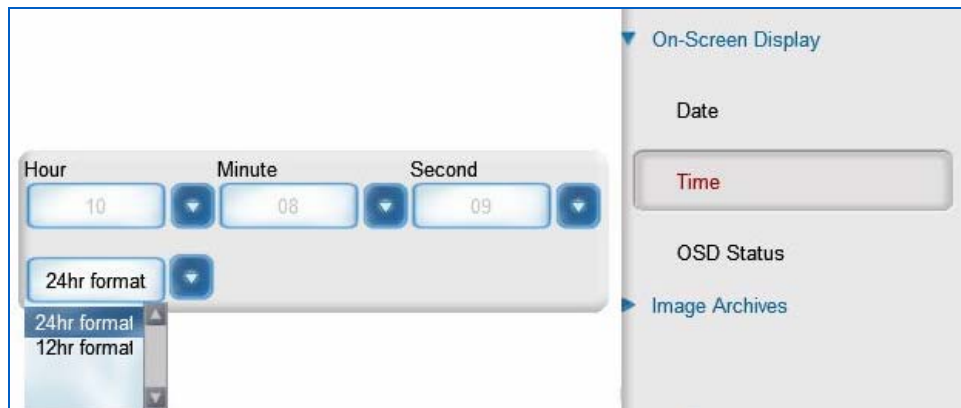 Hour Minute Second
10 08 09
24hr format
24hr format
12hr format
On-Screen Display
Date
Time
OSD Status
Image Archives